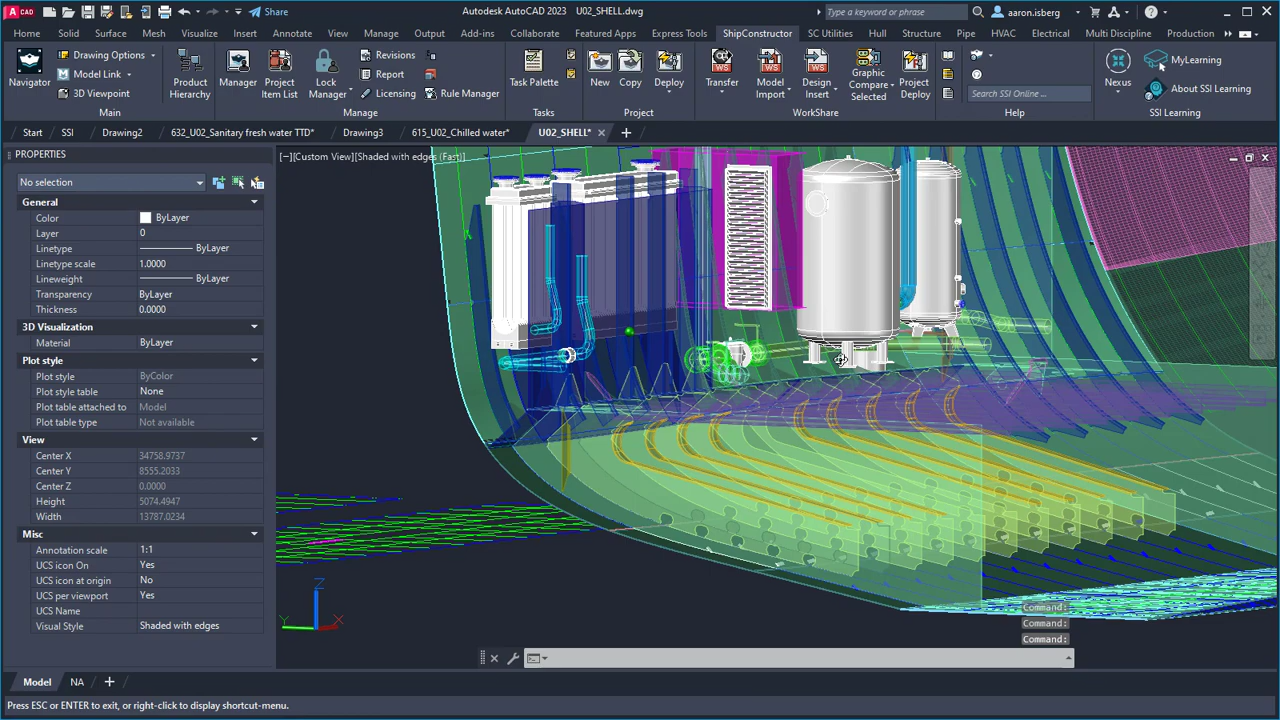 CAD
Share
Autodesk AutoCAD 2023 U02_SHELL.dwg
Type a keyword or phrase
aaron.isberg
Home Solid Surface Mesh Visualize Insert Annotate View Manage Output Add-ins Collaborate Featured Apps Express Tools ShipConstructor SC Utilities Hull Structure Pipe HVAC Electrical Multi Discipline Production
Navigator
Drawing Options
Model Link
3D Viewpoint
Main
Product Hierarchy
Manager
Project Item List
Lock Manager
Revisions
Report
Licensing
Rule Manager
Manage
Task Palette
Tasks
New
Copy
Deploy
Project
WS
Transfer
WS
Model Import
WS
Design Insert
Graphic Compare Selected
Project Deploy
WorkShare
Search SSI Online ...
Help
Nexus
MyLearning
About SSI Learning
SSI Learning
Start SSI Drawing2 632_U02_Sanitary fresh water TTD* Drawing3 615_U02_Chilled water* U02_SHELL*
PROPERTIES
No selection
General
Color ByLayer
Layer 0
Linetype ByLayer
Linetype scale 1.0000
Lineweight ByLayer
Transparency ByLayer
Thickness 0.0000
3D Visualization
Material ByLayer
Plot style
Plot style ByColor
Plot style table None
Plot table attached to Model
Plot table type Not available
View
Center X 34758.9737
Center Y 8555.2033
Center Z 0.0000
Height 5074.4947
Width 13787.0234
Misc
Annotation scale 1:1
UCS icon On Yes
UCS icon at origin No
UCS per viewport Yes
UCS Name
Visual Style Shaded with edges
[−][Custom View][Shaded with edges (Fast)]
Z
Y
X
Command:
Command:
Command:
Model NA
Press ESC or ENTER to exit, or right-click to display shortcut-menu.